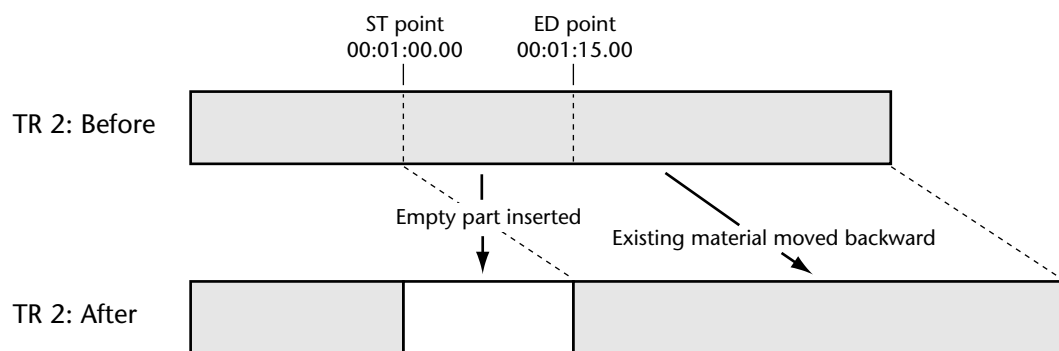 ST point
00:01:00.00
ED point
00:01:15.00
TR 2: Before
Empty part inserted
Existing material moved backward
TR 2: After